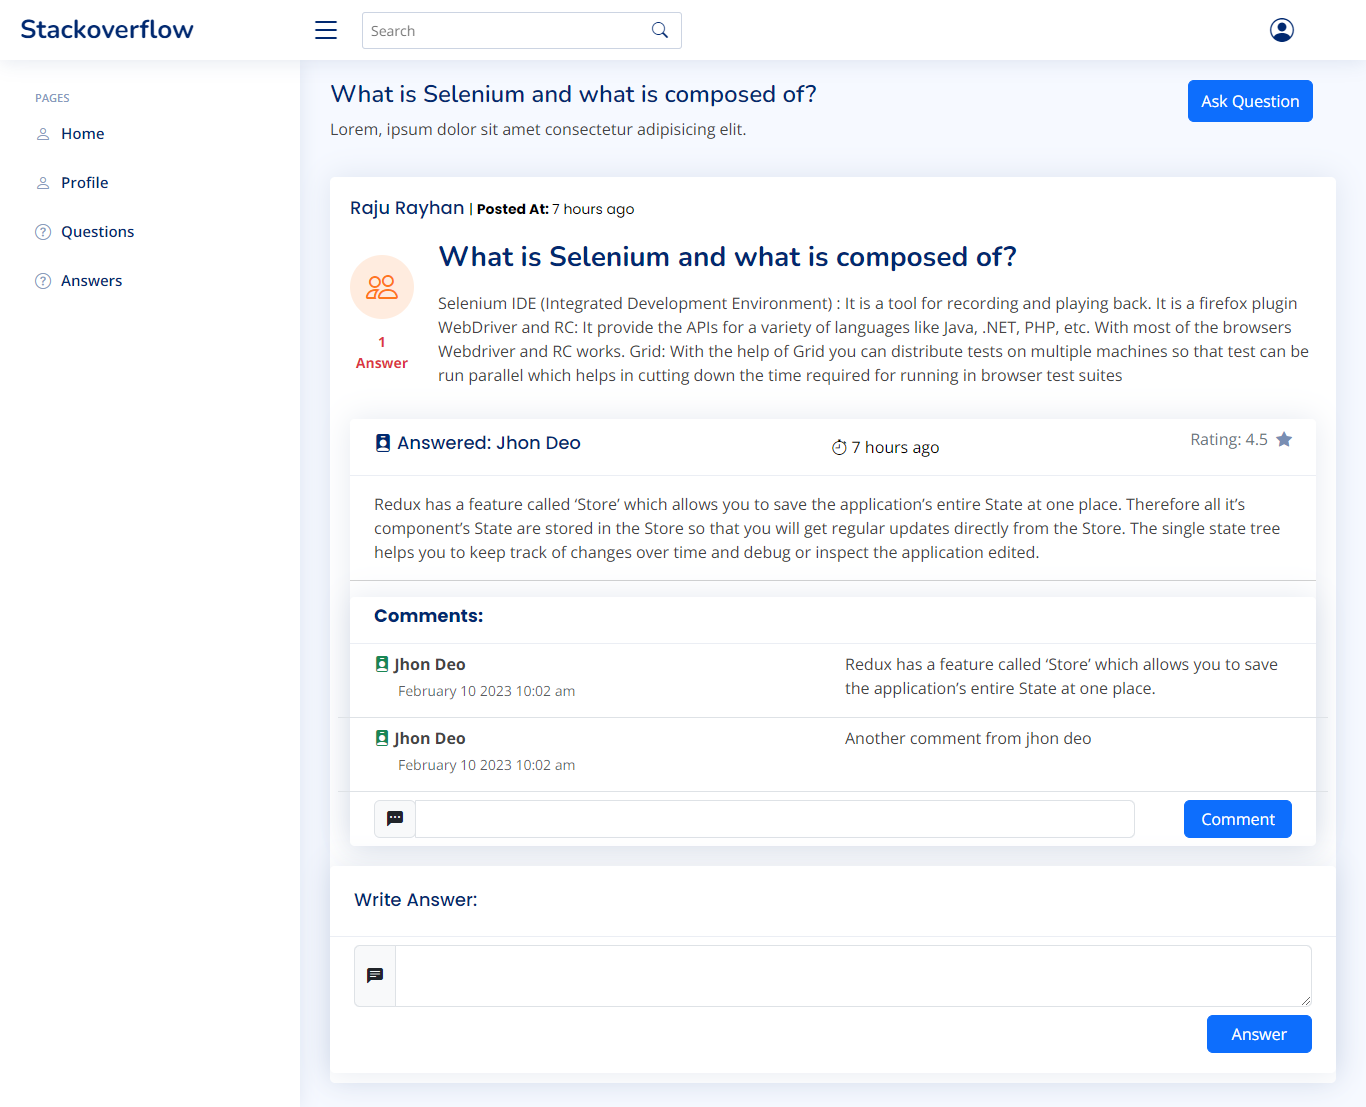 Stackoverflow
Search
PAGES
Home
Profile
Questions
Answers
What is Selenium and what is composed of?
Lorem, ipsum dolor sit amet consectetur adipisicing elit.
Ask Question
Raju Rayhan | Posted At: 7 hours ago
What is Selenium and what is composed of?
1
Answer
Selenium IDE (Integrated Development Environment) : It is a tool for recording and playing back. It is a firefox plugin
WebDriver and RC: It provide the APIs for a variety of languages like Java, .NET, PHP, etc. With most of the browsers
Webdriver and RC works. Grid: With the help of Grid you can distribute tests on multiple machines so that test can be
run parallel which helps in cutting down the time required for running in browser test suites
Answered: Jhon Deo
7 hours ago
Rating: 4.5
Redux has a feature called ‘Store’ which allows you to save the application’s entire State at one place. Therefore all it’s
component’s State are stored in the Store so that you will get regular updates directly from the Store. The single state tree
helps you to keep track of changes over time and debug or inspect the application edited.
Comments:
Jhon Deo
February 10 2023 10:02 am
Redux has a feature called ‘Store’ which allows you to save
the application’s entire State at one place.
Jhon Deo
February 10 2023 10:02 am
Another comment from jhon deo
Comment
Write Answer:
Answer